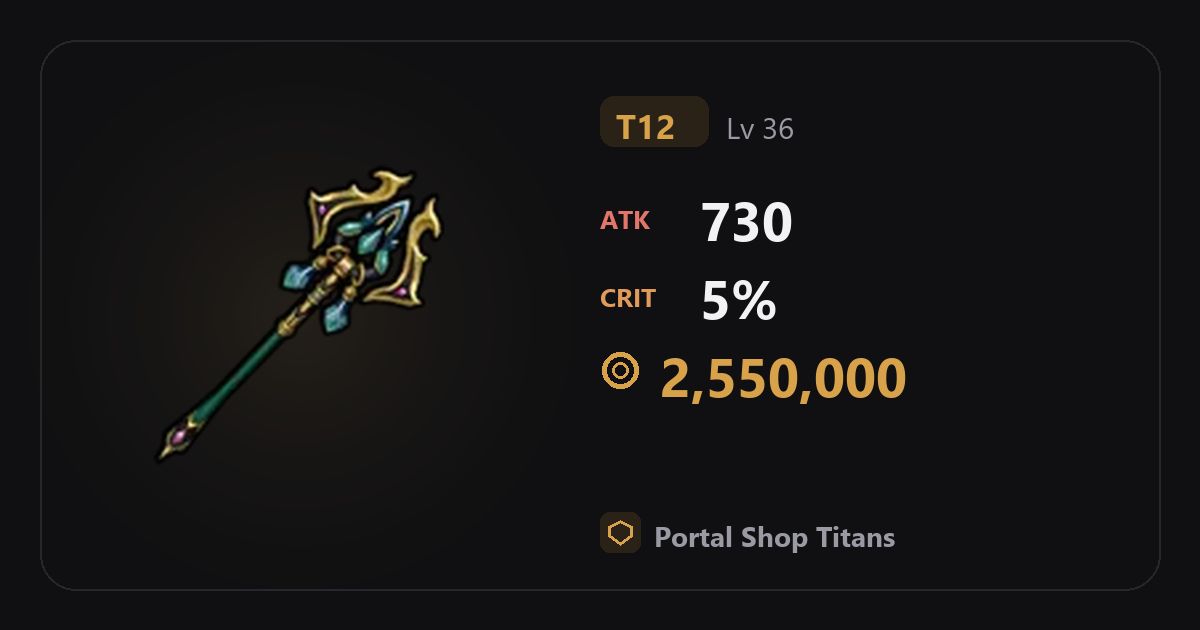 T12 Lv 36
ATK 730
CRIT 5%
2,550,000
Portal Shop Titans